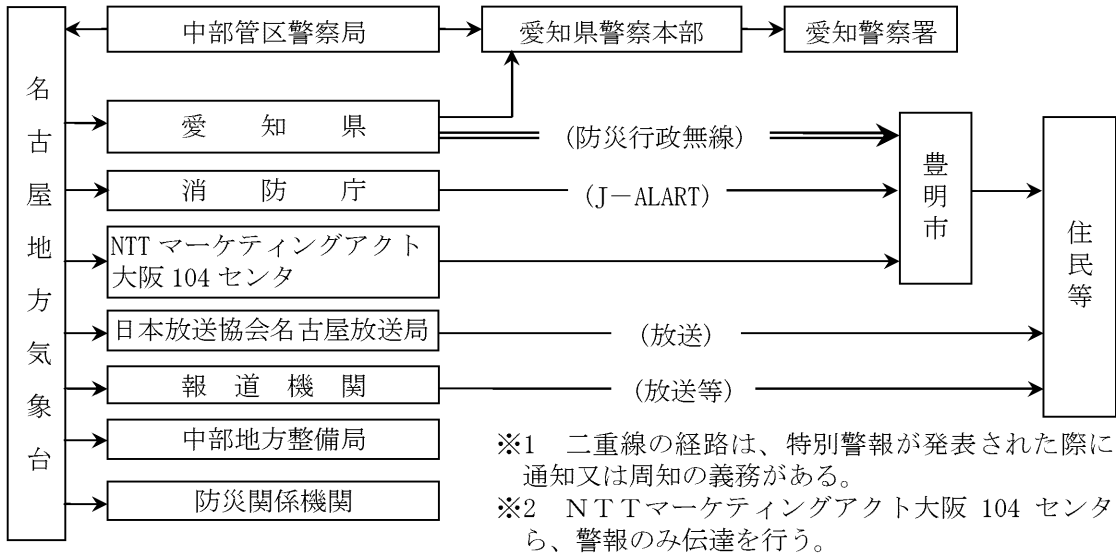 名古屋地方気象台
中部管区警察局
愛知県警察本部
愛知警察署
愛知県
(防災行政無線)
消防庁
(J－ALART)
NTT マーケティングアクト
大阪 104 センタ
豊明市
住民等
日本放送協会名古屋放送局
(放送)
報道機関
(放送等)
中部地方整備局
防災関係機関
※1　二重線の経路は、特別警報が発表された際に
通知又は周知の義務がある。
※2　ＮＴＴマーケティングアクト大阪 104 センタ
ら、警報のみ伝達を行う。